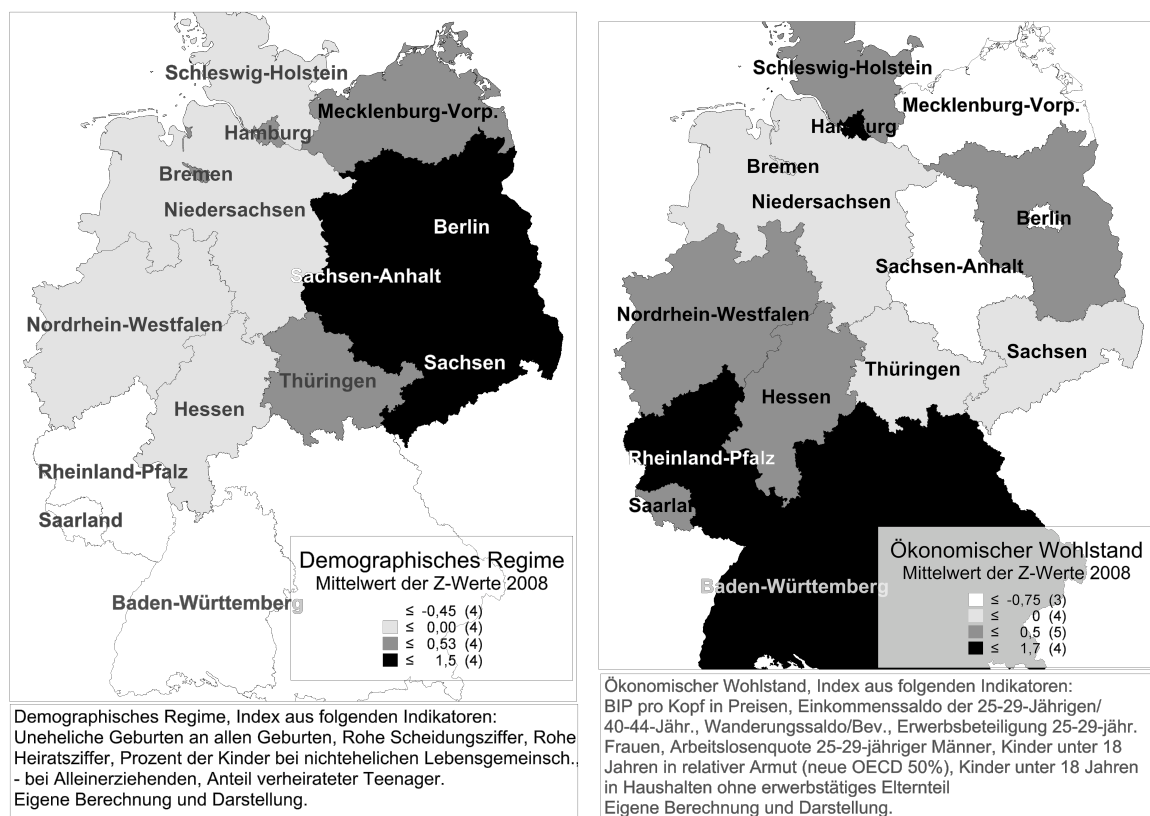 Schleswig-Holstein
Mecklenburg-Vorp.
Hamburg
Bremen
Niedersachsen
Berlin
Sachsen-Anhalt
Nordrhein-Westfalen
Sachsen
Thüringen
Hessen
Rheinland-Pfalz
Saarland
Baden-Württemberg
Demographisches Regime
Mittelwert der Z-Werte 2008
≤ -0,45 (4)
≤ 0,00 (4)
≤ 0,53 (4)
≤ 1,5 (4)
Demographisches Regime, Index aus folgenden Indikatoren:
Uneheliche Geburten an allen Geburten, Rohe Scheidungsziffer, Rohe
Heiratsziffer, Prozent der Kinder bei nichtehelichen Lebensgemeinsch.,
- bei Alleinerziehenden, Anteil verheirateter Teenager.
Eigene Berechnung und Darstellung.
Schleswig-Holstein
Mecklenburg-Vorp.
Hamburg
Bremen
Niedersachsen
Berlin
Sachsen-Anhalt
Nordrhein-Westfalen
Sachsen
Thüringen
Hessen
Rheinland-Pfalz
Saarlan
Baden-Württemberg
Ökonomischer Wohlstand
Mittelwert der Z-Werte 2008
≤ -0,75 (3)
≤ 0 (4)
≤ 0,5 (5)
≤ 1,7 (4)
Ökonomischer Wohlstand, Index aus folgenden Indikatoren:
BIP pro Kopf in Preisen, Einkommenssaldo der 25-29-Jährigen/
40-44-Jähr., Wanderungssaldo/Bev., Erwerbsbeteiligung 25-29-jähr.
Frauen, Arbeitslosenquote 25-29-jähriger Männer, Kinder unter 18
Jahren in relativer Armut (neue OECD 50%), Kinder unter 18 Jahren
in Haushalten ohne erwerbstätiges Elternteil
Eigene Berechnung und Darstellung.